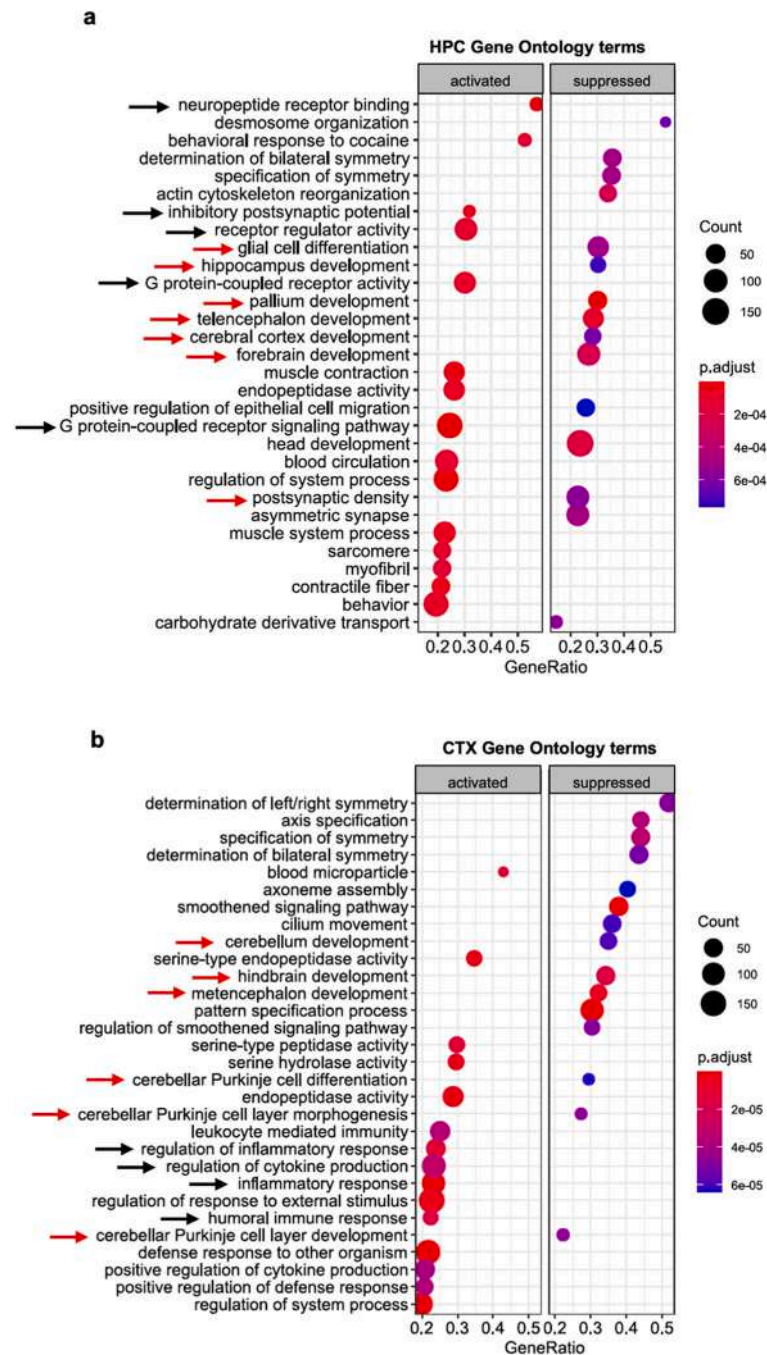 a
HPC Gene Ontology terms
activated suppressed
neuropeptide receptor binding
desmosome organization
behavioral response to cocaine
determination of bilateral symmetry
specification of symmetry
actin cytoskeleton reorganization
inhibitory postsynaptic potential
receptor regulator activity
glial cell differentiation
hippocampus development
G protein-coupled receptor activity
pallium development
telencephalon development
cerebral cortex development
forebrain development
muscle contraction
endopeptidase activity
positive regulation of epithelial cell migration
G protein-coupled receptor signaling pathway
head development
blood circulation
regulation of system process
postsynaptic density
asymmetric synapse
muscle system process
sarcomere
myofibril
contractile fiber
behavior
carbohydrate derivative transport
0.2 0.3 0.4 0.5 0.2 0.3 0.4 0.5
GeneRatio
Count
50
100
150
p.adjust
2e-04
4e-04
6e-04
b
CTX Gene Ontology terms
activated suppressed
determination of left/right symmetry
axis specification
specification of symmetry
determination of bilateral symmetry
blood microparticle
axoneme assembly
smoothened signaling pathway
cilium movement
cerebellum development
serine-type endopeptidase activity
hindbrain development
metencephalon development
pattern specification process
regulation of smoothened signaling pathway
serine-type peptidase activity
serine hydrolase activity
cerebellar Purkinje cell differentiation
endopeptidase activity
cerebellar Purkinje cell layer morphogenesis
leukocyte mediated immunity
regulation of inflammatory response
regulation of cytokine production
inflammatory response
regulation of response to external stimulus
humoral immune response
cerebellar Purkinje cell layer development
defense response to other organism
positive regulation of cytokine production
positive regulation of defense response
regulation of system process
0.2 0.3 0.4 0.5 0.2 0.3 0.4 0.5
GeneRatio
Count
50
100
150
p.adjust
2e-05
4e-05
6e-05